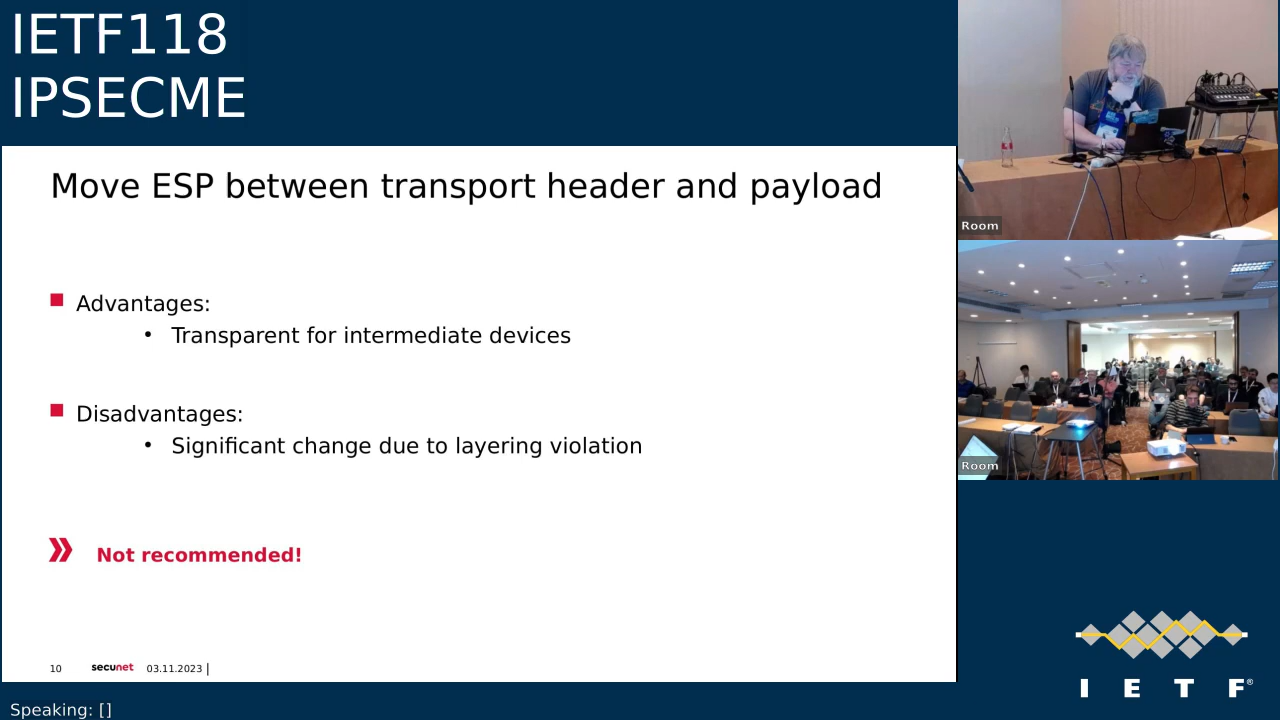 IETF118
IPSECME
Move ESP between transport header and payload
Advantages:
• Transparent for intermediate devices
Disadvantages:
• Significant change due to layering violation
Not recommended!
10 secunet 03.11.2023 |
Room
Room
I E T F®
Speaking: []